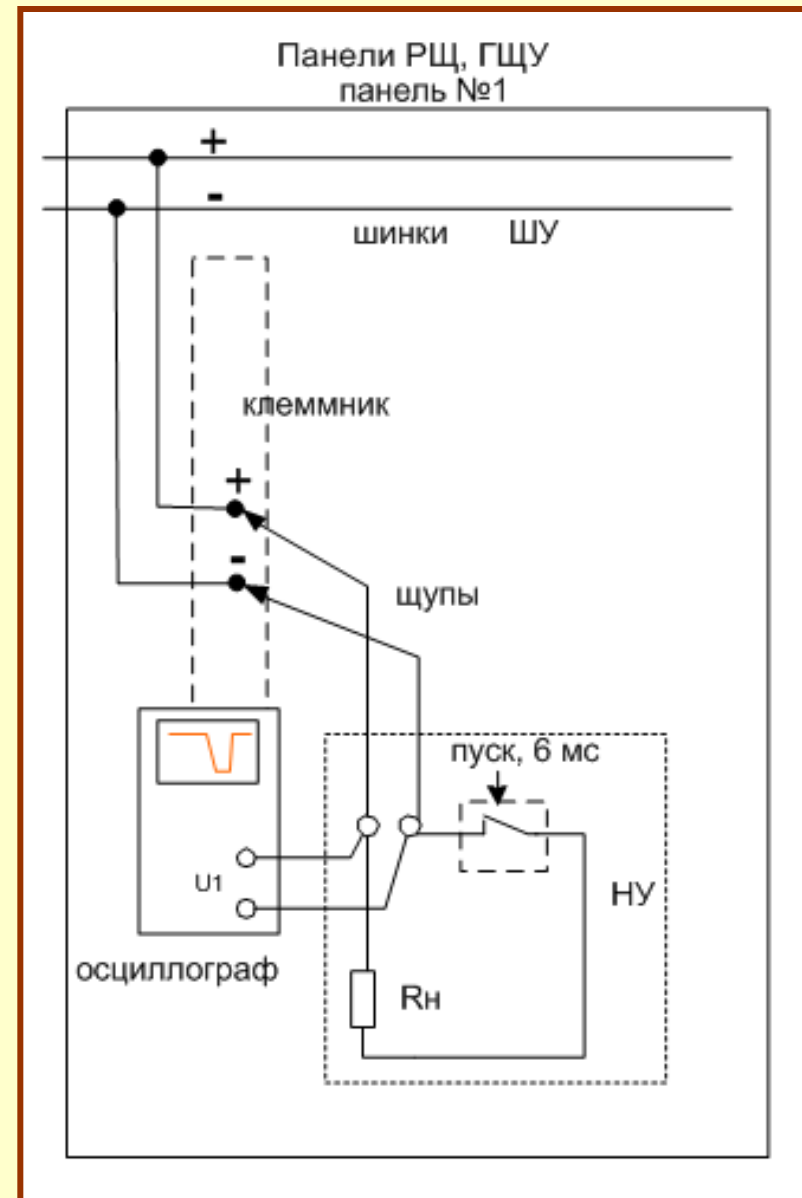 Панели РЩ, ГЩУ
панель №1
+
-
шинки ШУ
клеммник
+
-
щупы
пуск, 6 мс
U1
НУ
осциллограф
Rн